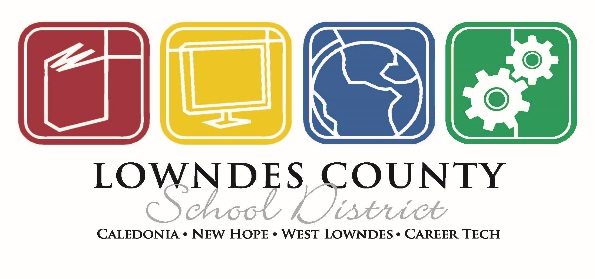 LOWNDES COUNTY
School District
CALEDONIA • NEW HOPE • WEST LOWNDES • CAREER TECH